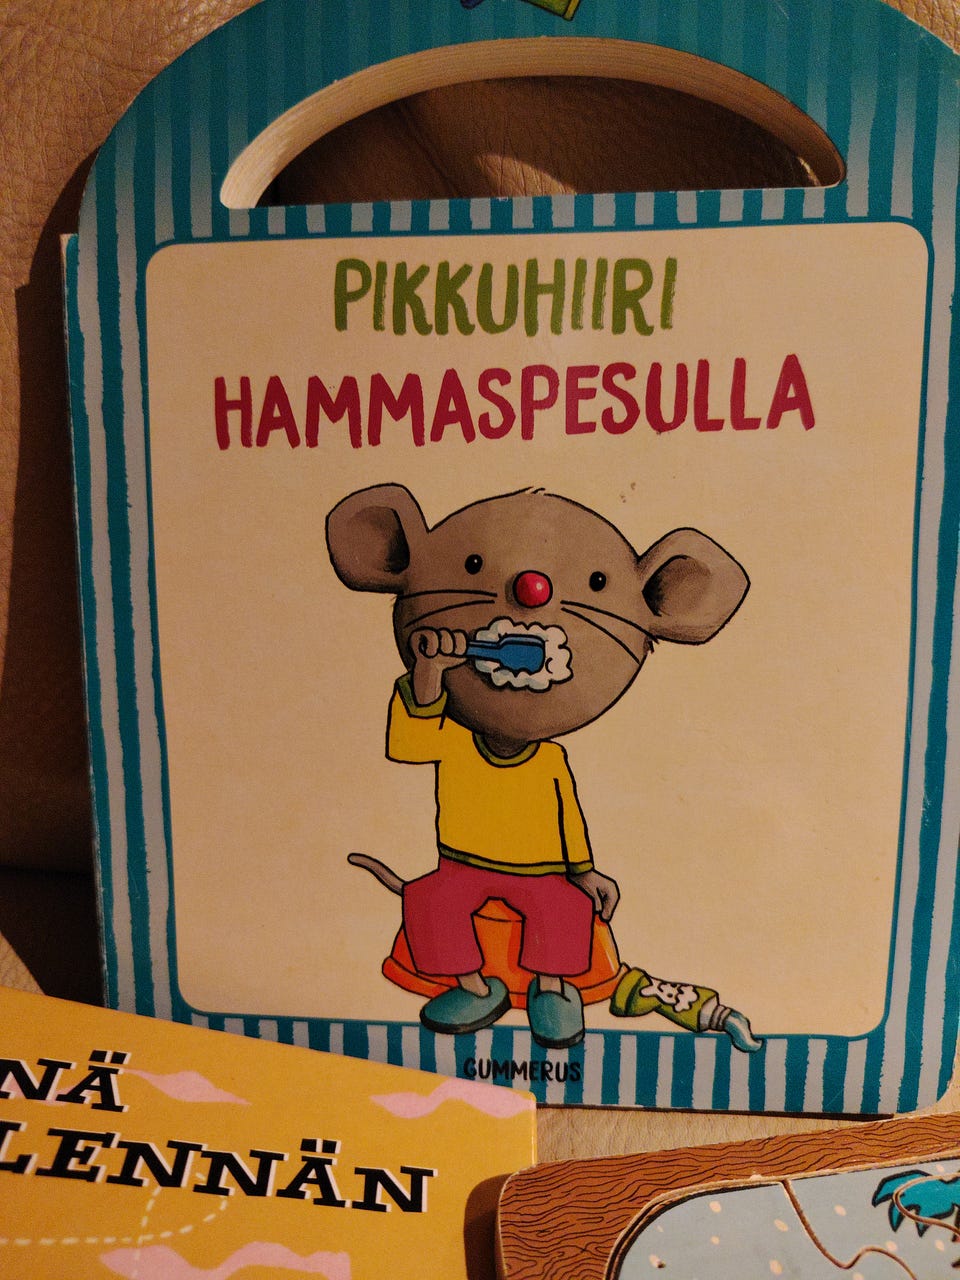 PIKKUHIIRI
HAMMASPESULLA
GUMMERUS
NÄ
LENNÄN